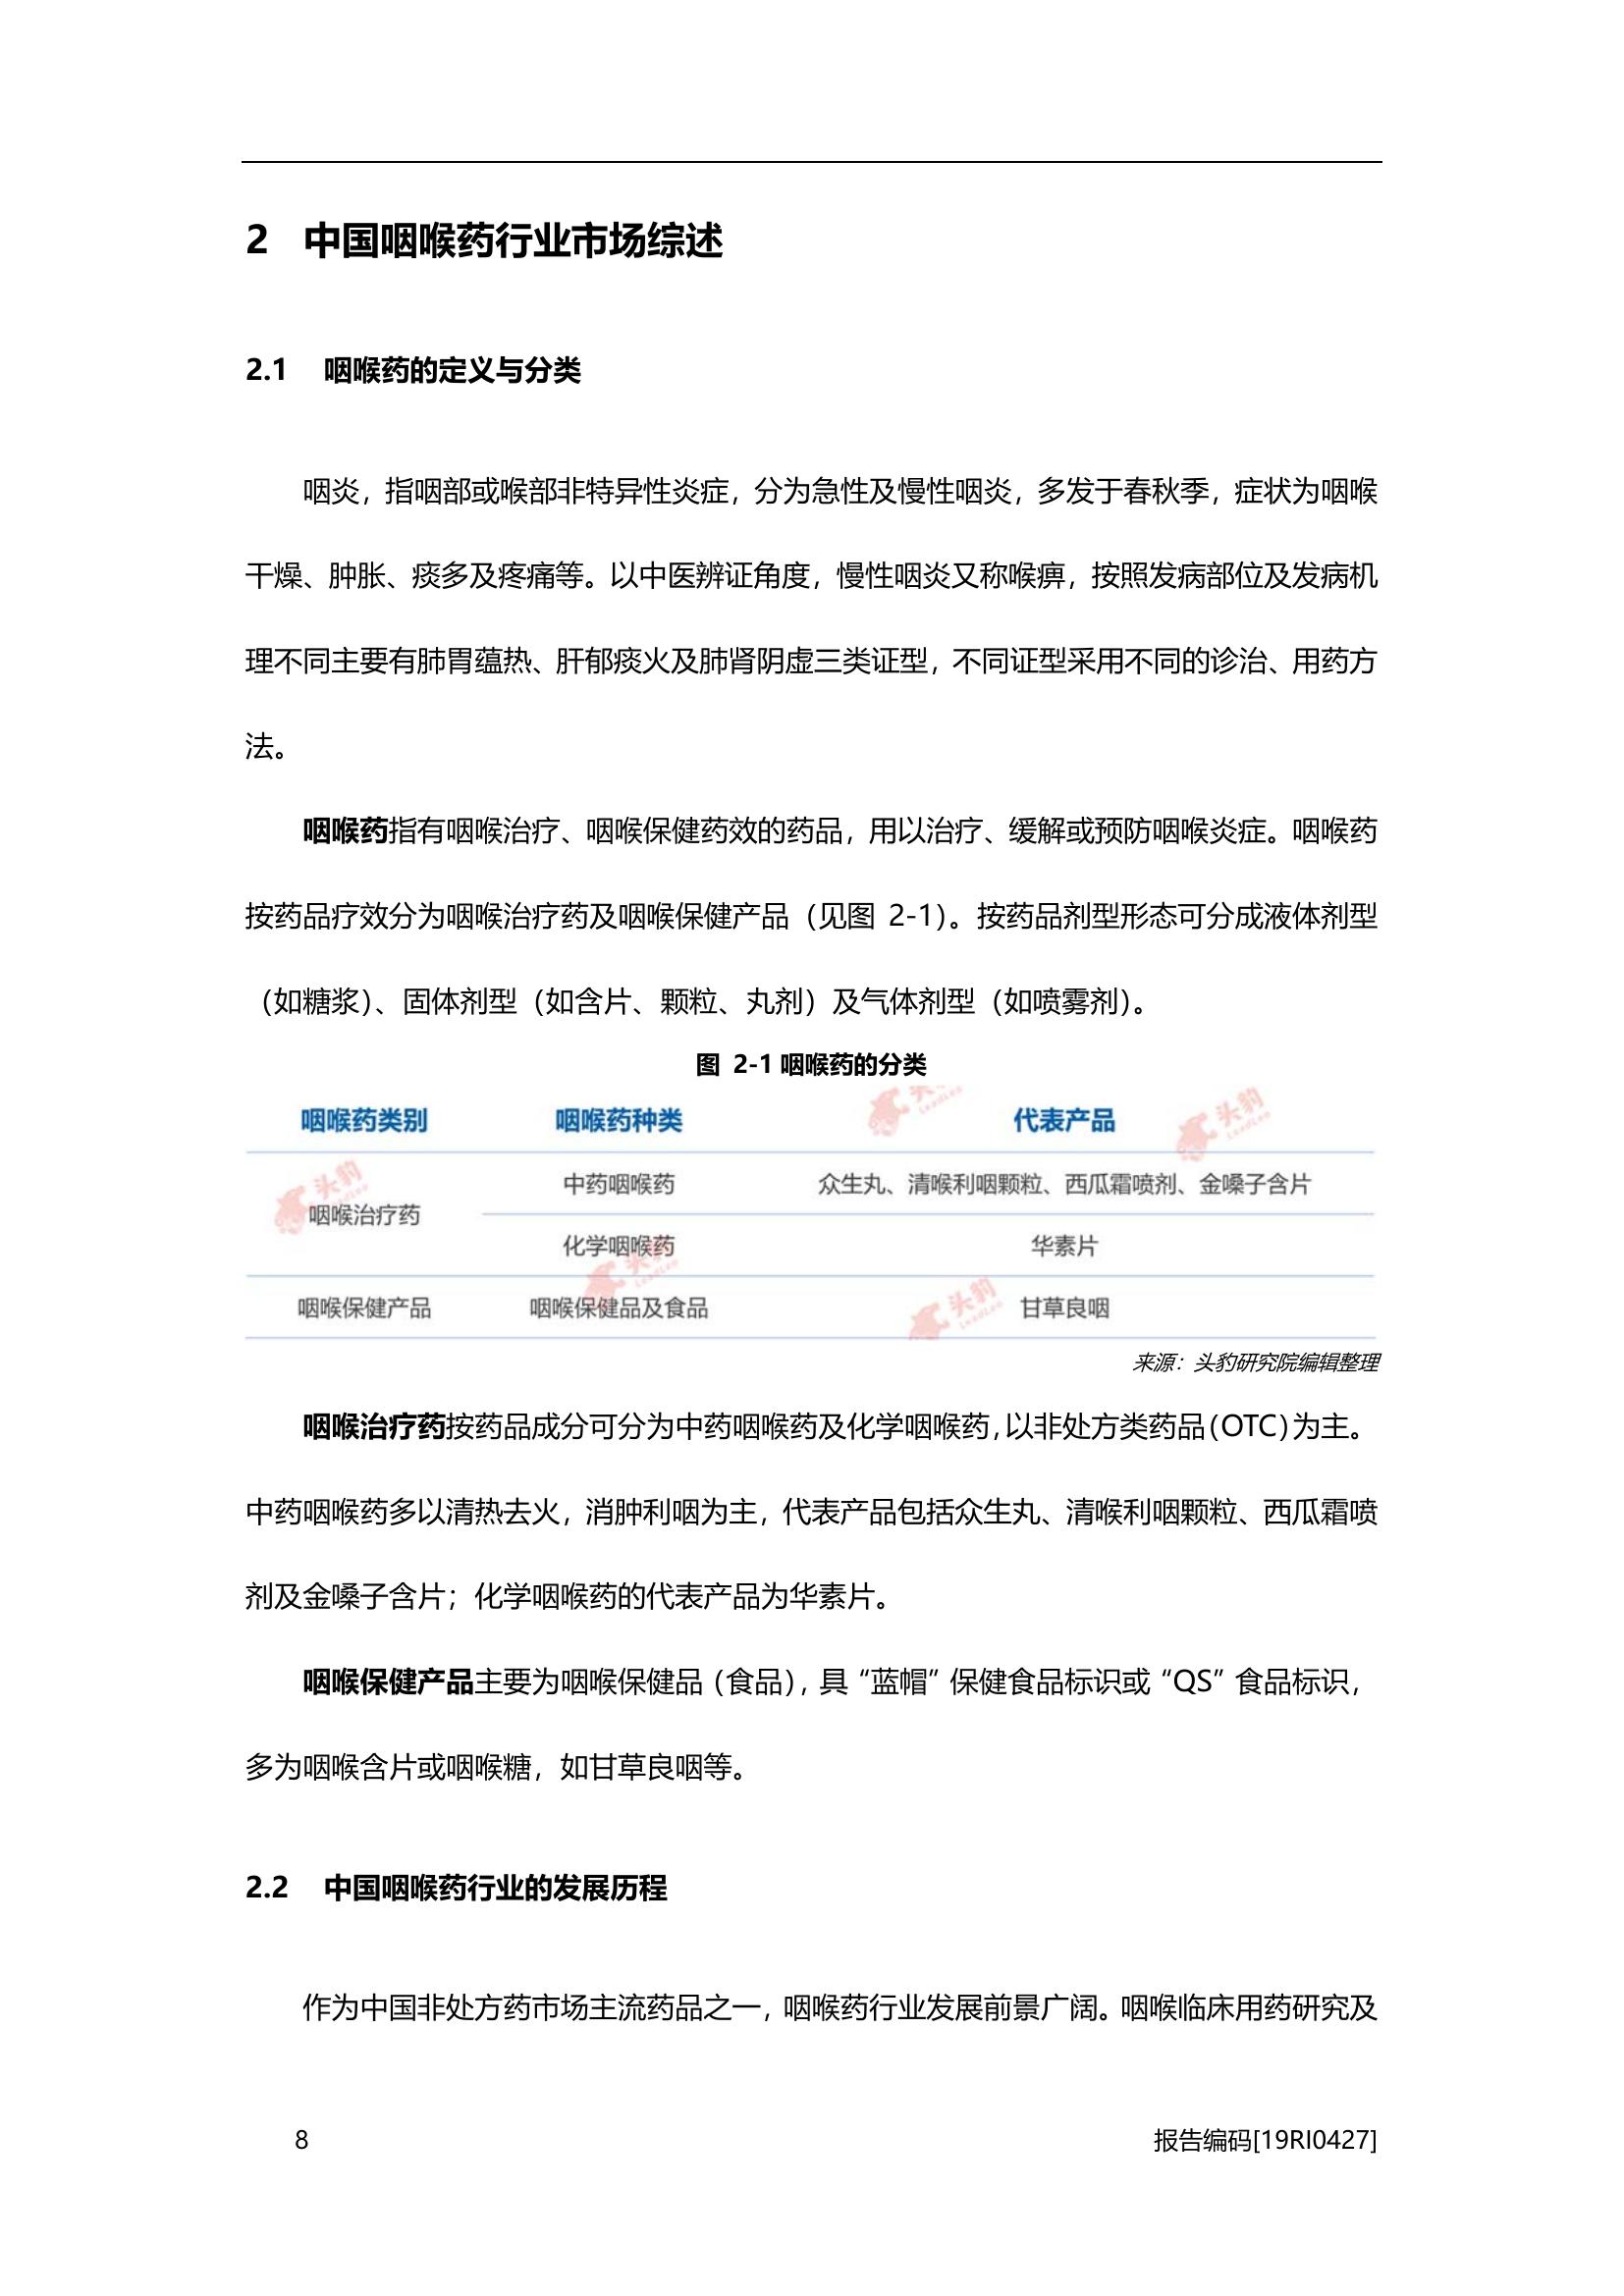 2 中国咽喉药行业市场综述
2.1 咽喉药的定义与分类
咽炎，指咽部或喉部非特异性炎症，分为急性及慢性咽炎，多发于春秋季，症状为咽喉
干燥、肿胀、痰多及疼痛等。以中医辨证角度，慢性咽炎又称喉痹，按照发病部位及发病机
理不同主要有肺胃蕴热、肝郁痰火及肺肾阴虚三类证型，不同证型采用不同的诊治、用药方
法。
咽喉药指有咽喉治疗、咽喉保健药效的药品，用以治疗、缓解或预防咽喉炎症。咽喉药
按药品疗效分为咽喉治疗药及咽喉保健产品（见图 2-1）。按药品剂型形态可分成液体剂型
（如糖浆）、固体剂型（如含片、颗粒、丸剂）及气体剂型（如喷雾剂）。
图 2-1 咽喉药的分类
咽喉药类别 咽喉药种类 代表产品
中药咽喉药 众生丸、清喉利咽颗粒、西瓜霜喷剂、金嗓子含片
咽喉治疗药
化学咽喉药 华素片
咽喉保健产品 咽喉保健品及食品 甘草良咽
头豹 LeadLeo
头豹 LeadLeo
头豹 LeadLeo
头豹 LeadLeo
头豹 LeadLeo
来源：头豹研究院编辑整理
咽喉治疗药按药品成分可分为中药咽喉药及化学咽喉药，以非处方类药品（OTC）为主。
中药咽喉药多以清热去火，消肿利咽为主，代表产品包括众生丸、清喉利咽颗粒、西瓜霜喷
剂及金嗓子含片；化学咽喉药的代表产品为华素片。
咽喉保健产品主要为咽喉保健品（食品），具“蓝帽”保健食品标识或“QS”食品标识，
多为咽喉含片或咽喉糖，如甘草良咽等。
2.2 中国咽喉药行业的发展历程
作为中国非处方药市场主流药品之一，咽喉药行业发展前景广阔。咽喉临床用药研究及
8 报告编码[19RI0427]